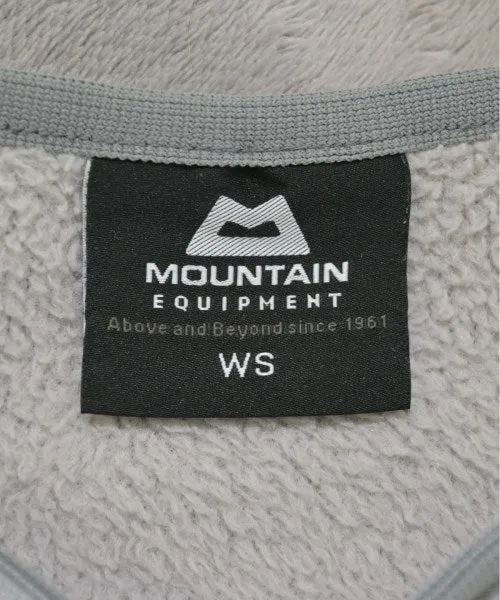 MOUNTAIN
EQUIPMENT
Above and Beyond since 1961
WS